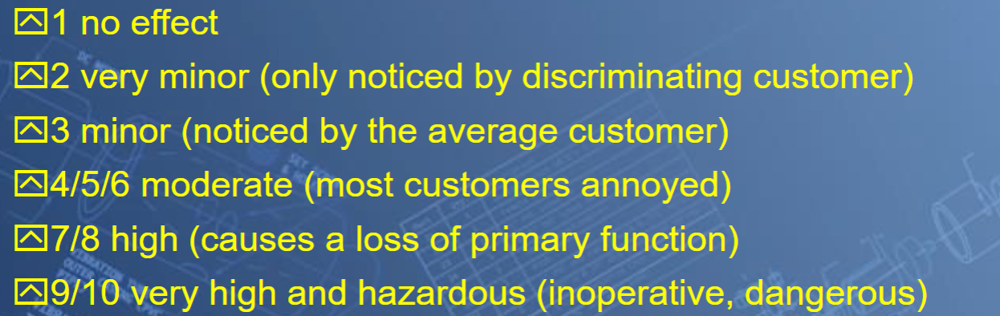 1 no effect
2 very minor (only noticed by discriminating customer)
3 minor (noticed by the average customer)
4/5/6 moderate (most customers annoyed)
7/8 high (causes a loss of primary function)
9/10 very high and hazardous (inoperative, dangerous)